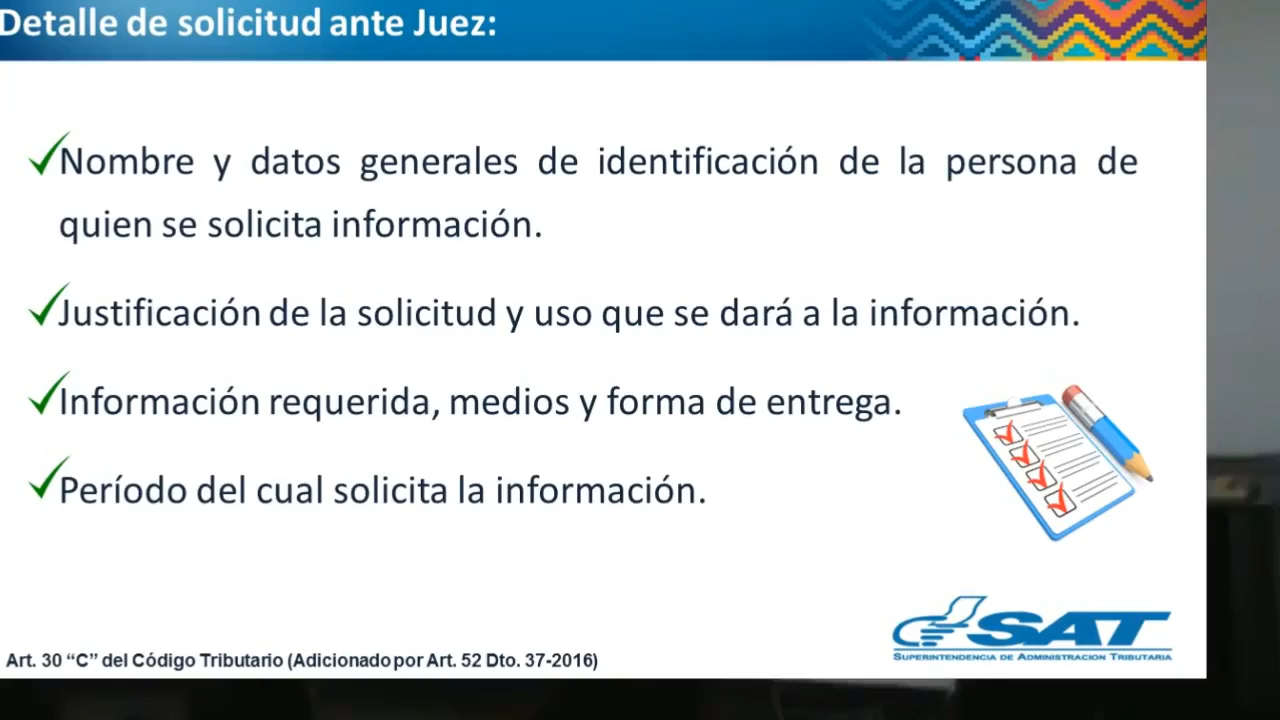 Detalle de solicitud ante Juez:
Nombre y datos generales de identificación de la persona de
quien se solicita información.
Justificación de la solicitud y uso que se dará a la información.
Información requerida, medios y forma de entrega.
Período del cual solicita la información.
SAT
SUPERINTENDENCIA DE ADMINISTRACION TRIBUTARIA
Art. 30 “C” del Código Tributario (Adicionado por Art. 52 Dto. 37-2016)